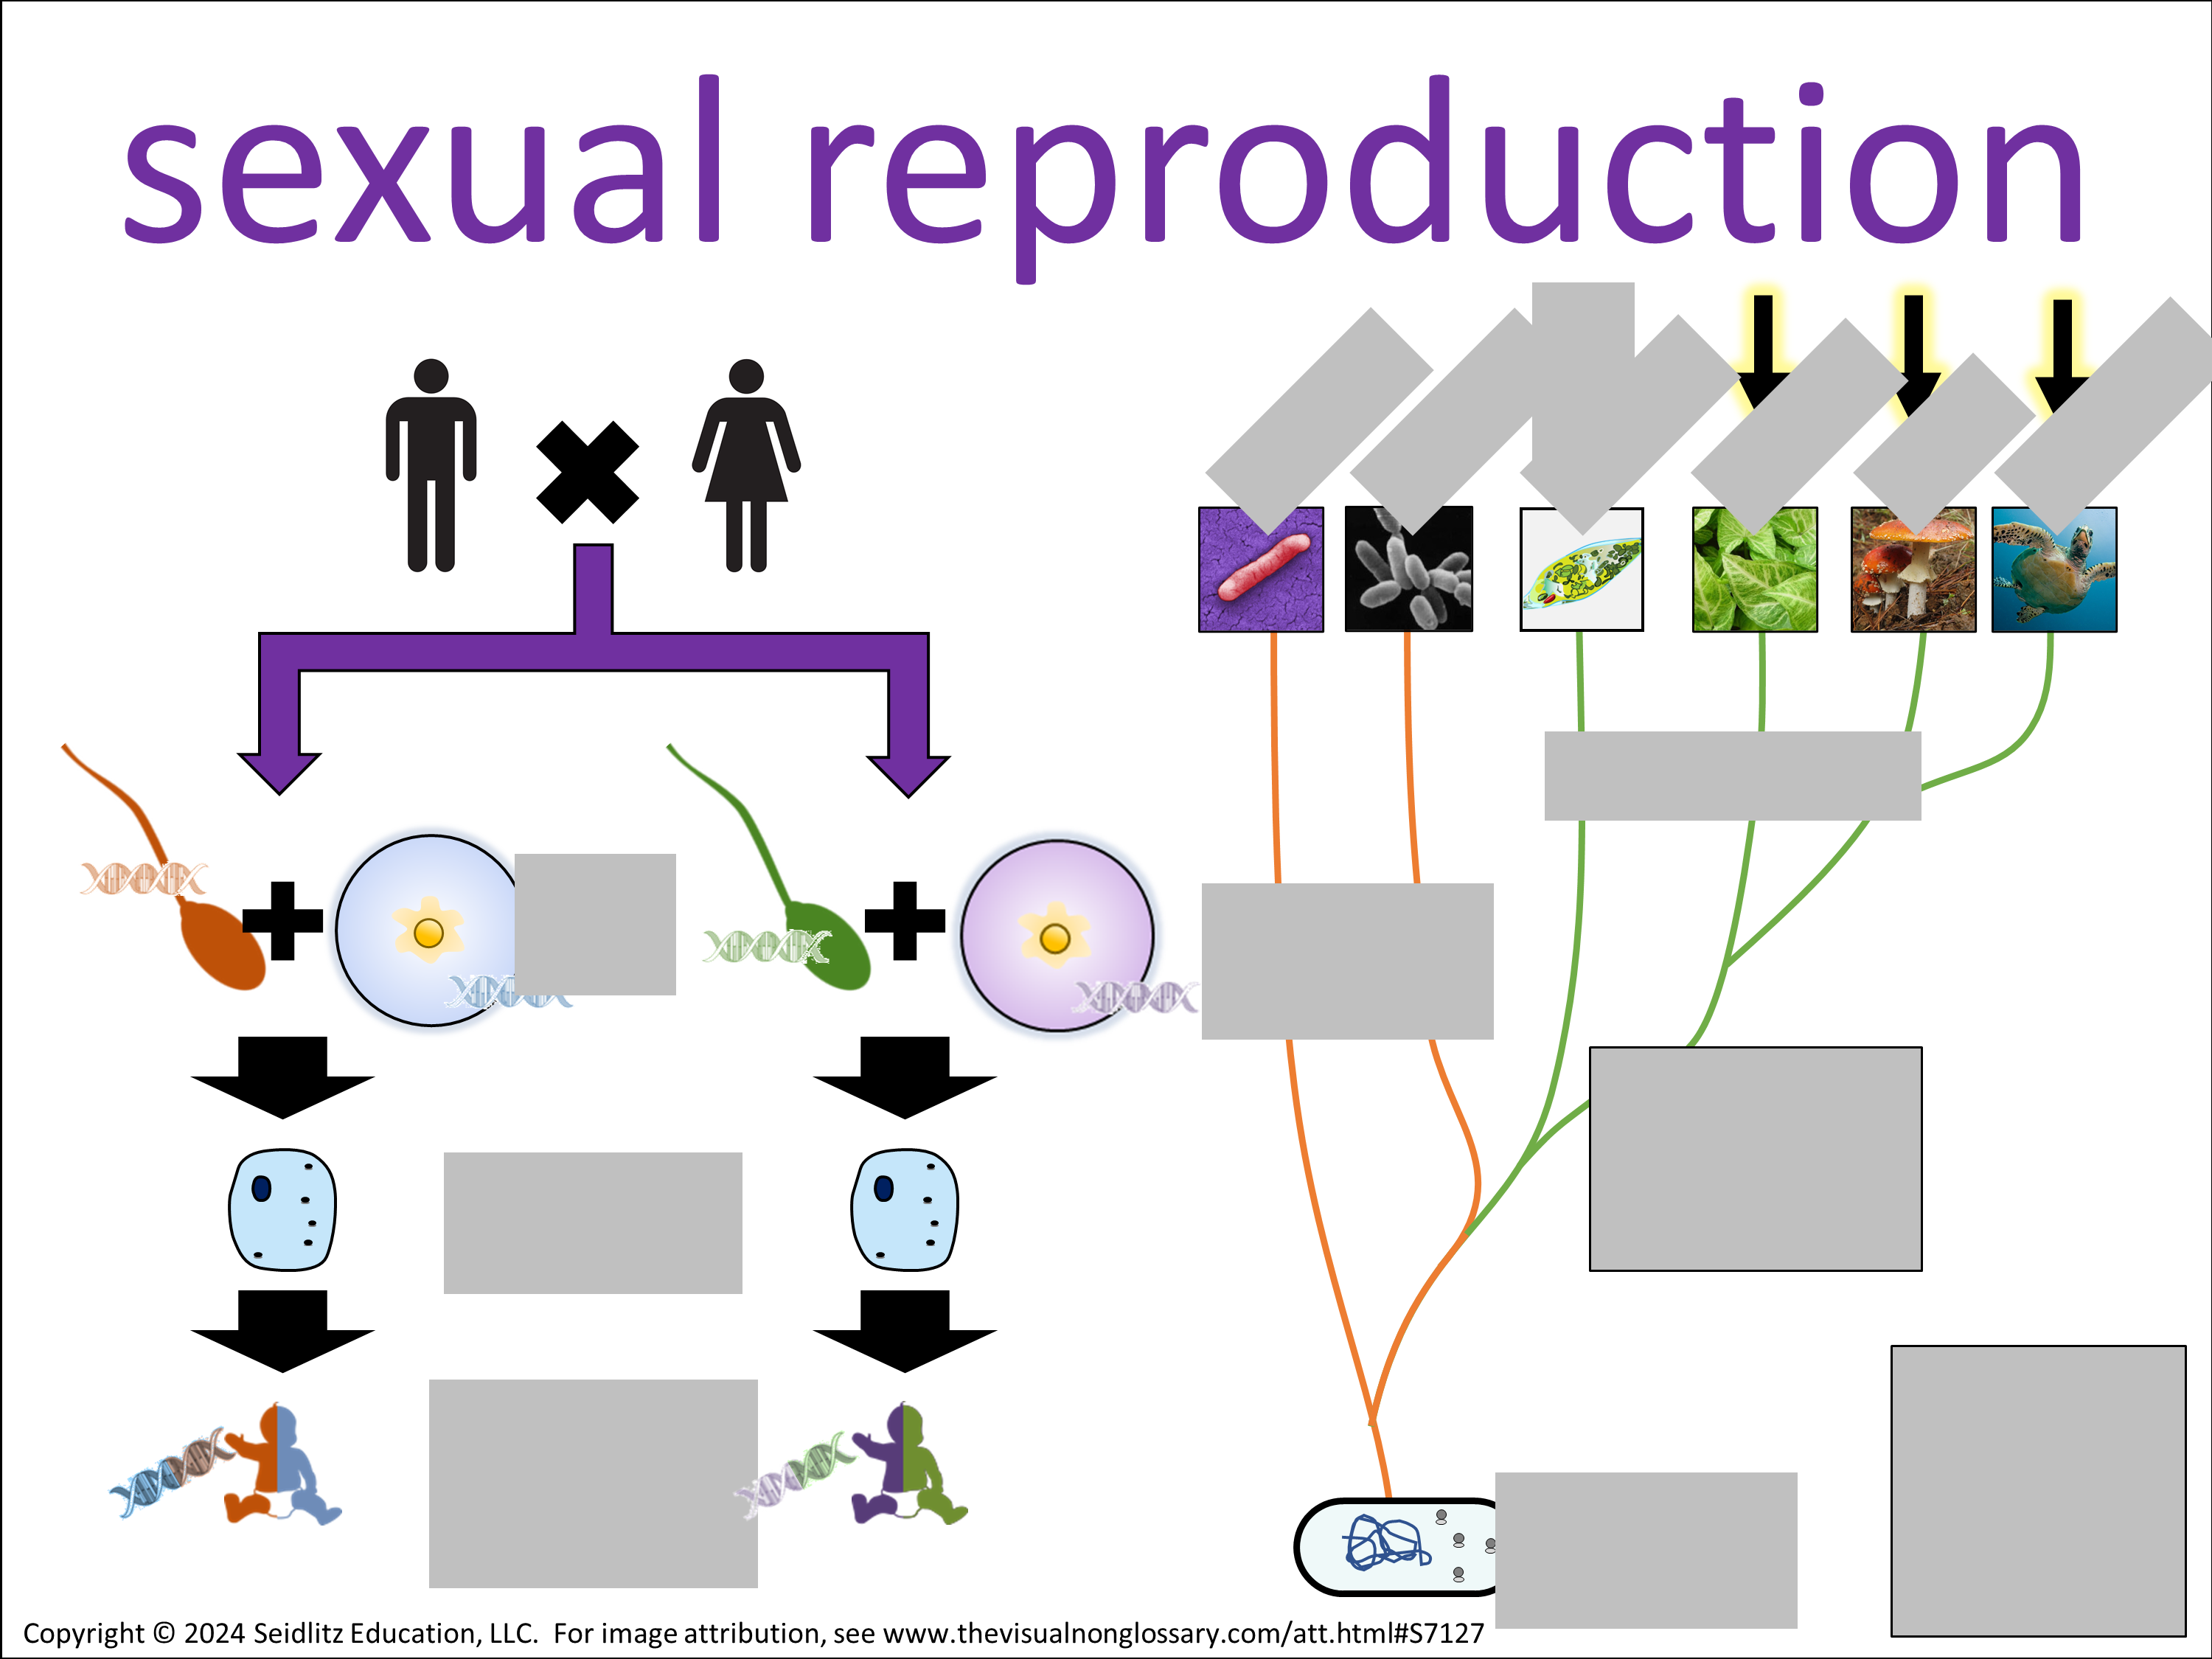 sexual reproduction
Copyright © 2024 Seidlitz Education, LLC.  For image attribution, see www.thevisualnonglossary.com/att.html#S7127